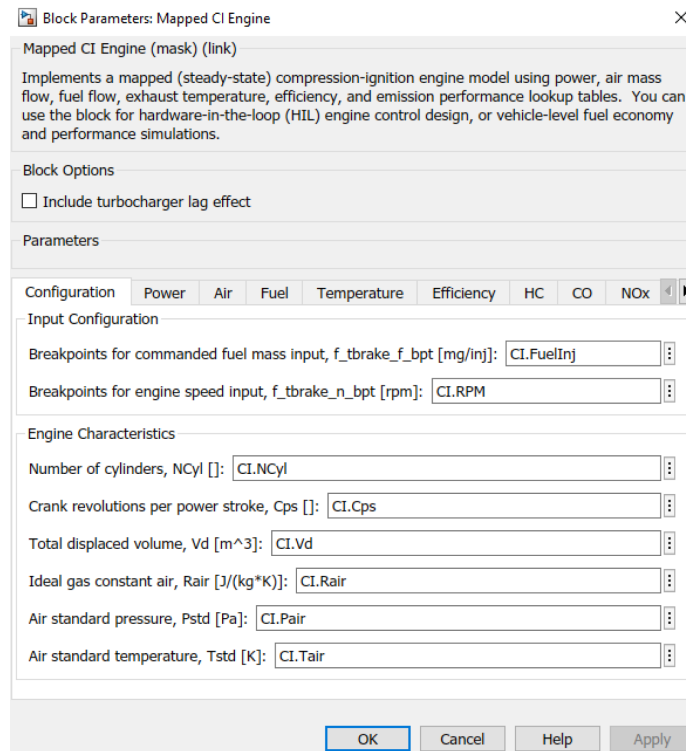 Block Parameters: Mapped CI Engine
Mapped CI Engine (mask) (link)
Implements a mapped (steady-state) compression-ignition engine model using power, air mass
flow, fuel flow, exhaust temperature, efficiency, and emission performance lookup tables.  You can
use the block for hardware-in-the-loop (HIL) engine control design, or vehicle-level fuel economy
and performance simulations.
Block Options
Include turbocharger lag effect
Parameters
Configuration Power Air Fuel Temperature Efficiency HC CO NOx
Input Configuration
Breakpoints for commanded fuel mass input, f_tbrake_f_bpt [mg/inj]: CI.FuelInj
Breakpoints for engine speed input, f_tbrake_n_bpt [rpm]: CI.RPM
Engine Characteristics
Number of cylinders, NCyl []: CI.NCyl
Crank revolutions per power stroke, Cps []: CI.Cps
Total displaced volume, Vd [m^3]: CI.Vd
Ideal gas constant air, Rair [J/(kg*K)]: CI.Rair
Air standard pressure, Pstd [Pa]: CI.Pair
Air standard temperature, Tstd [K]: CI.Tair
OK Cancel Help Apply